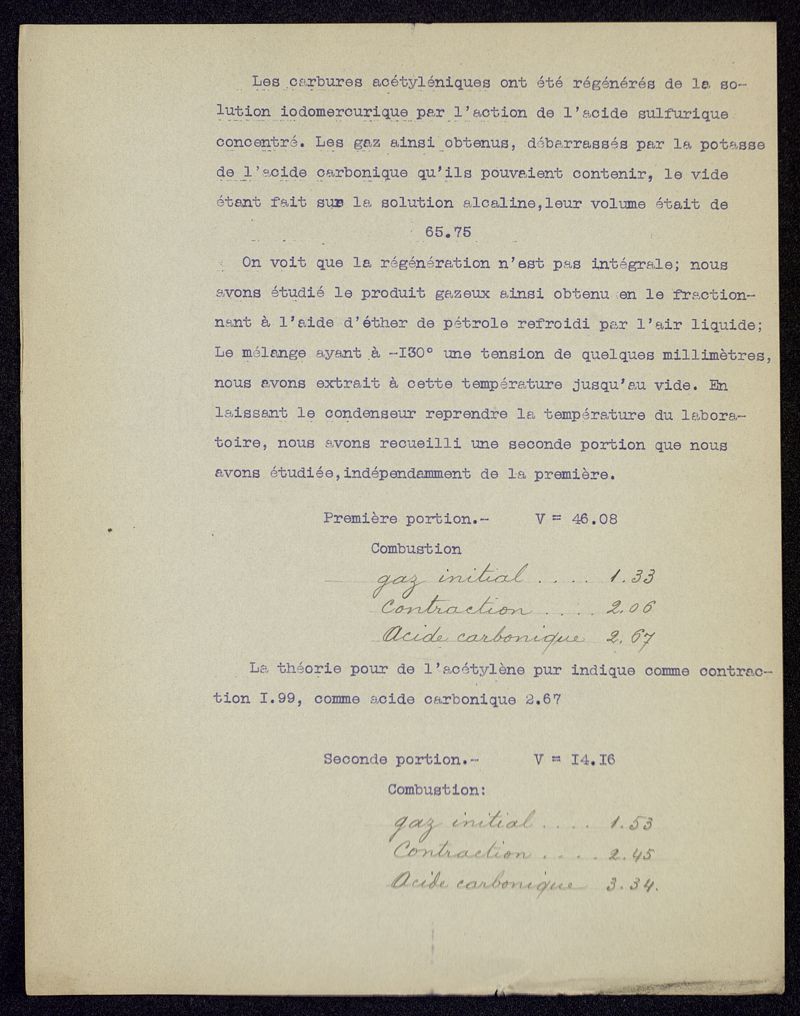 Les carbures acétyléniques ont été régénérés de la so-
lution iodomercurique par l'action de l'acide sulfurique
concentré. Les gaz ainsi obtenus, débarrassés par la potasse
de l'acide carbonique qu'ils pouvaient contenir, le vide
étant fait sur la solution alcaline,leur volume était de
65.75
On voit que la régénération n'est pas intégrale; nous
avons étudié le produit gazeux ainsi obtenu en le fraction-
nant à l'aide d'éther de pétrole refroidi par l'air liquide;
Le mélange ayant à -I30° une tension de quelques millimètres,
nous avons extrait à cette température jusqu'au vide. En
laissant le condenseur reprendre la température du labora-
toire, nous avons recueilli une seconde portion que nous
avons étudiée,indépendamment de la première.
Première portion.- V = 46.08
Combustion
gaz initial .... 1.33
Contraction .... 2.06
Acide carbonique 2.67
La théorie pour de l'acétylène pur indique comme contrac-
tion I.99, comme acide carbonique 2.67
Seconde portion.- V = I4.I6
Combustion:
gaz initial .... 1.53
Contraction .... 2.45
Acide carbonique 3.34.